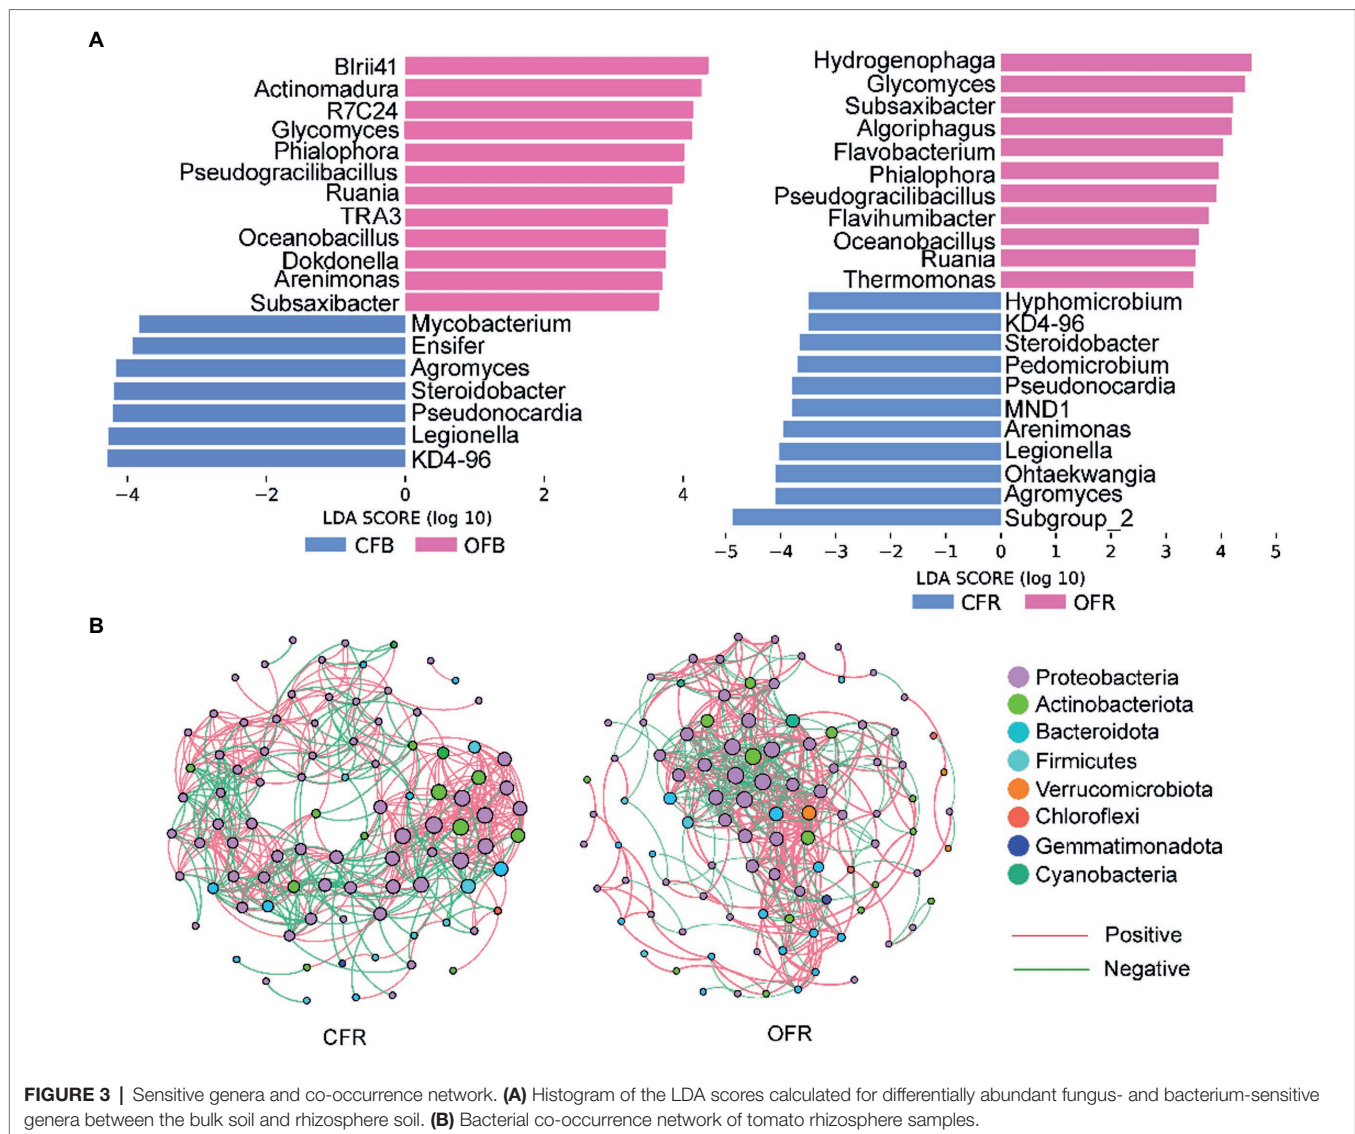 A
BIrii41
Actinomadura
R7C24
Glycomyces
Phialophora
Pseudogracilibacillus
Ruania
TRA3
Oceanobacillus
Dokdonella
Arenimonas
Subsaxibacter
Mycobacterium
Ensifer
Agromyces
Steroidobacter
Pseudonocardia
Legionella
KD4-96
−4 −2 0 2 4
LDA SCORE (log 10)
CFB OFB
Hydrogenophaga
Glycomyces
Subsaxibacter
Algoriphagus
Flavobacterium
Phialophora
Pseudogracilibacillus
Flavihumibacter
Oceanobacillus
Ruania
Thermomonas
Hyphomicrobium
KD4-96
Steroidobacter
Pedomicrobium
Pseudonocardia
MND1
Arenimonas
Legionella
Ohtaekwangia
Agromyces
Subgroup_2
−5 −4 −3 −2 −1 0 1 2 3 4 5
LDA SCORE (log 10)
CFR OFR
B
Proteobacteria
Actinobacteriota
Bacteroidota
Firmicutes
Verrucomicrobiota
Chloroflexi
Gemmatimonadota
Cyanobacteria
Positive
Negative
CFR
OFR
FIGURE 3 | Sensitive genera and co-occurrence network. (A) Histogram of the LDA scores calculated for differentially abundant fungus- and bacterium-sensitive
genera between the bulk soil and rhizosphere soil. (B) Bacterial co-occurrence network of tomato rhizosphere samples.